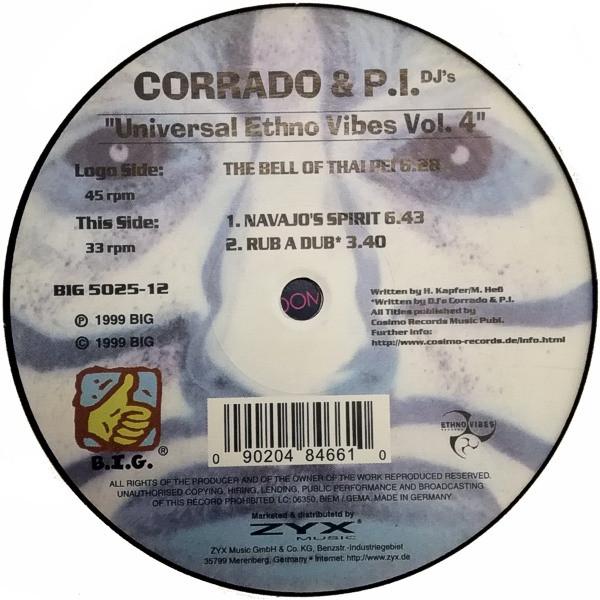 CORRADO & P.I. DJ's
"Universal Ethno Vibes Vol. 4"
Logo Side: THE BELL OF THAI PEI 6.28
45 rpm
This Side: 1. NAVAJO'S SPIRIT 6.43
33 rpm 2. RUB A DUB* 3.40
BIG 5025-12
Ⓟ 1999 BIG
© 1999 BIG
Written by H. Kapfer/M. Heß
*Written by DJ's Corrado & P.I.
All Titles published by
Cosimo Records Music Publ.
Further info:
http://www.cosimo-records.de/info.html
OOM
B.I.G.®
0 90204 84661 0
ETHNO VIBES
ALL RIGHTS OF THE PRODUCER AND OF THE OWNER OF THE WORK REPRODUCED RESERVED.
UNAUTHORISED COPYING, HIRING, LENDING, PUBLIC PERFORMANCE AND BROADCASTING
OF THIS RECORD PROHIBITED. LC: 06350, BIEM / GEMA. MADE IN GERMANY
Marketed & distributetd by
ZYX
MUSIC
ZYX Music GmbH & Co. KG, Benzstr.-Industriegebiet
35799 Merenberg, Germany • Internet: http://www.zyx.de